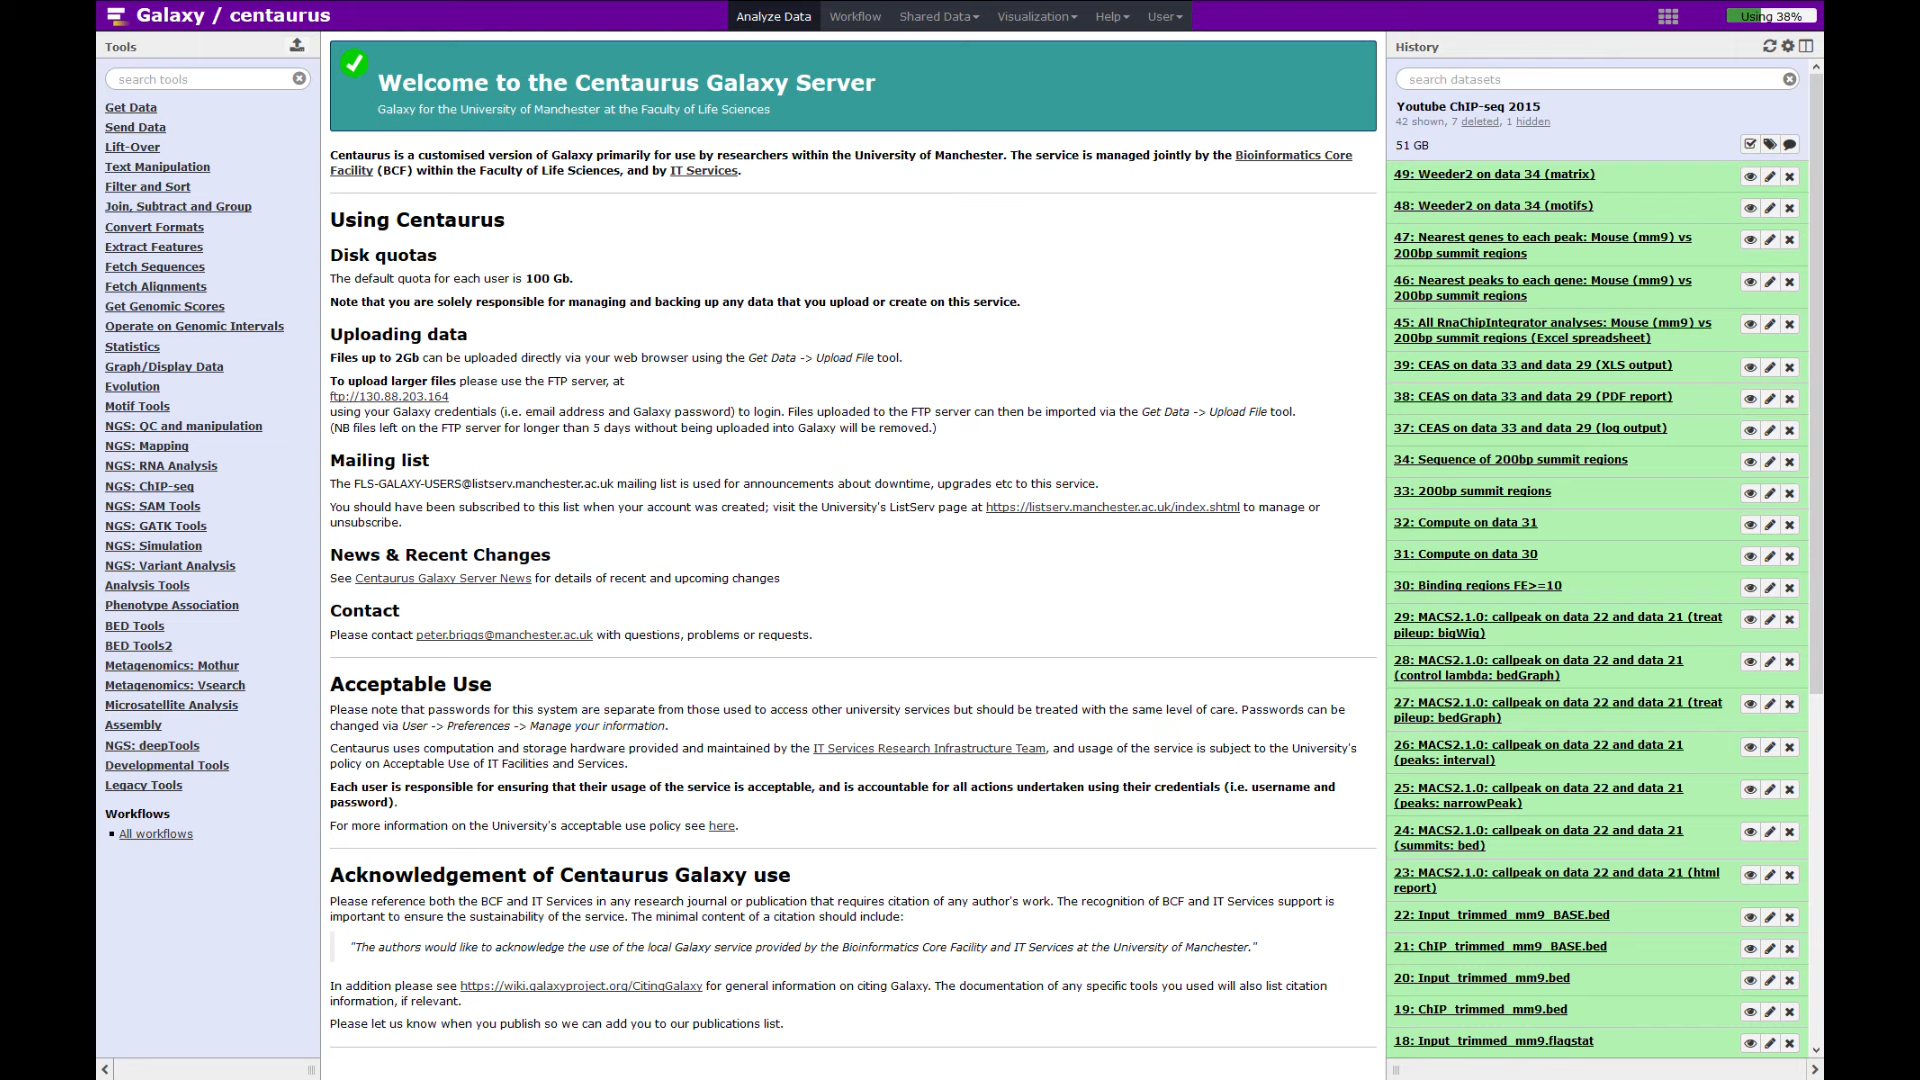 Galaxy / centaurus
Analyze Data
Workflow
Shared Data
Visualization
Help
User
Using 38%
Tools
search tools
Get Data
Send Data
Lift-Over
Text Manipulation
Filter and Sort
Join, Subtract and Group
Convert Formats
Extract Features
Fetch Sequences
Fetch Alignments
Get Genomic Scores
Operate on Genomic Intervals
Statistics
Graph/Display Data
Evolution
Motif Tools
NGS: QC and manipulation
NGS: Mapping
NGS: RNA Analysis
NGS: ChIP-seq
NGS: SAM Tools
NGS: GATK Tools
NGS: Simulation
NGS: Variant Analysis
Analysis Tools
Phenotype Association
BED Tools
BED Tools2
Metagenomics: Mothur
Metagenomics: Vsearch
Microsatellite Analysis
Assembly
NGS: deepTools
Developmental Tools
Legacy Tools
Workflows
All workflows
Welcome to the Centaurus Galaxy Server
Galaxy for the University of Manchester at the Faculty of Life Sciences
Centaurus is a customised version of Galaxy primarily for use by researchers within the University of Manchester. The service is managed jointly by the Bioinformatics Core
Facility (BCF) within the Faculty of Life Sciences, and by IT Services.
Using Centaurus
Disk quotas
The default quota for each user is 100 Gb.
Note that you are solely responsible for managing and backing up any data that you upload or create on this service.
Uploading data
Files up to 2Gb can be uploaded directly via your web browser using the Get Data -> Upload File tool.
To upload larger files please use the FTP server, at
ftp://130.88.203.164
using your Galaxy credentials (i.e. email address and Galaxy password) to login. Files uploaded to the FTP server can then be imported via the Get Data -> Upload File tool.
(NB files left on the FTP server for longer than 5 days without being uploaded into Galaxy will be removed.)
Mailing list
The FLS-GALAXY-USERS@listserv.manchester.ac.uk mailing list is used for announcements about downtime, upgrades etc to this service.
You should have been subscribed to this list when your account was created; visit the University's ListServ page at https://listserv.manchester.ac.uk/index.shtml to manage or
unsubscribe.
News & Recent Changes
See Centaurus Galaxy Server News for details of recent and upcoming changes
Contact
Please contact peter.briggs@manchester.ac.uk with questions, problems or requests.
Acceptable Use
Please note that passwords for this system are separate from those used to access other university services but should be treated with the same level of care. Passwords can be
changed via User -> Preferences -> Manage your information.
Centaurus uses computation and storage hardware provided and maintained by the IT Services Research Infrastructure Team, and usage of the service is subject to the University's
policy on Acceptable Use of IT Facilities and Services.
Each user is responsible for ensuring that their usage of the service is acceptable, and is accountable for all actions undertaken using their credentials (i.e. username and
password).
For more information on the University's acceptable use policy see here.
Acknowledgement of Centaurus Galaxy use
Please reference both the BCF and IT Services in any research journal or publication that requires citation of any author's work. The recognition of BCF and IT Services support is
important to ensure the sustainability of the service. The minimal content of a citation should include:
"The authors would like to acknowledge the use of the local Galaxy service provided by the Bioinformatics Core Facility and IT Services at the University of Manchester."
In addition please see https://wiki.galaxyproject.org/CitingGalaxy for general information on citing Galaxy. The documentation of any specific tools you used will also list citation
information, if relevant.
Please let us know when you publish so we can add you to our publications list.
History
search datasets
Youtube ChIP-seq 2015
42 shown, 7 deleted, 1 hidden
51 GB
49: Weeder2 on data 34 (matrix)
48: Weeder2 on data 34 (motifs)
47: Nearest genes to each peak: Mouse (mm9) vs
200bp summit regions
46: Nearest peaks to each gene: Mouse (mm9) vs
200bp summit regions
45: All RnaChipIntegrator analyses: Mouse (mm9) vs
200bp summit regions (Excel spreadsheet)
39: CEAS on data 33 and data 29 (XLS output)
38: CEAS on data 33 and data 29 (PDF report)
37: CEAS on data 33 and data 29 (log output)
34: Sequence of 200bp summit regions
33: 200bp summit regions
32: Compute on data 31
31: Compute on data 30
30: Binding regions FE>=10
29: MACS2.1.0: callpeak on data 22 and data 21 (treat
pileup: bigWig)
28: MACS2.1.0: callpeak on data 22 and data 21
(control lambda: bedGraph)
27: MACS2.1.0: callpeak on data 22 and data 21 (treat
pileup: bedGraph)
26: MACS2.1.0: callpeak on data 22 and data 21
(peaks: interval)
25: MACS2.1.0: callpeak on data 22 and data 21
(peaks: narrowPeak)
24: MACS2.1.0: callpeak on data 22 and data 21
(summits: bed)
23: MACS2.1.0: callpeak on data 22 and data 21 (html
report)
22: Input_trimmed_mm9_BASE.bed
21: ChIP_trimmed_mm9_BASE.bed
20: Input_trimmed_mm9.bed
19: ChIP_trimmed_mm9.bed
18: Input_trimmed_mm9.flagstat